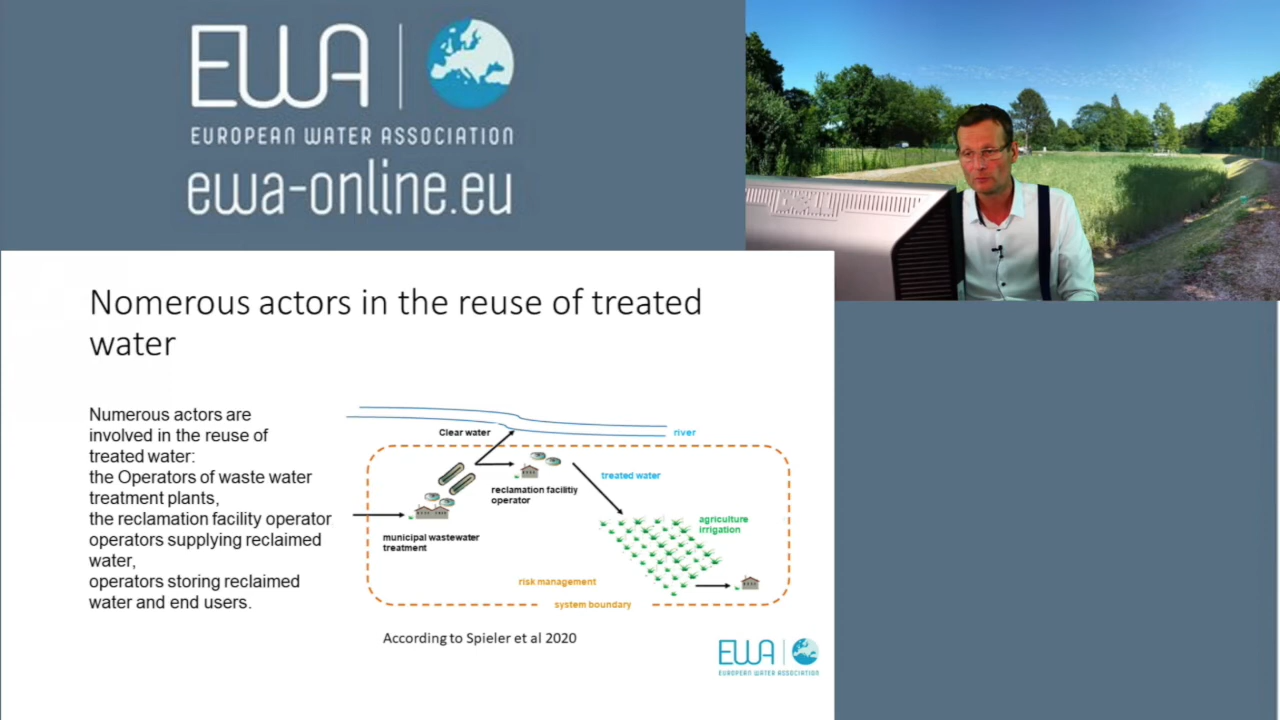 EWA
EUROPEAN WATER ASSOCIATION
ewa-online.eu
Nomerous actors in the reuse of treated
water
Numerous actors are
involved in the reuse of
treated water:
the Operators of waste water
treatment plants,
the reclamation facility operator
operators supplying reclaimed
water,
operators storing reclaimed
water and end users.
Clear water
river
treated water
reclamation facilitiy
operator
agriculture
irrigation
municipal wastewater
treatment
risk management
system boundary
According to Spieler et al 2020
EWA
EUROPEAN WATER ASSOCIATION